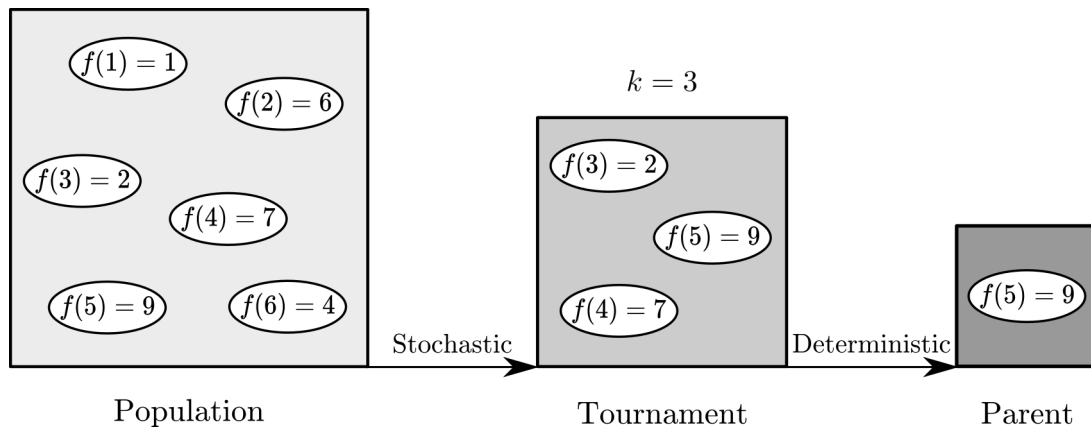 f(1) = 1
f(2) = 6
f(3) = 2
f(4) = 7
f(5) = 9
f(6) = 4
Population
Stochastic
k = 3
f(3) = 2
f(5) = 9
f(4) = 7
Tournament
Deterministic
f(5) = 9
Parent